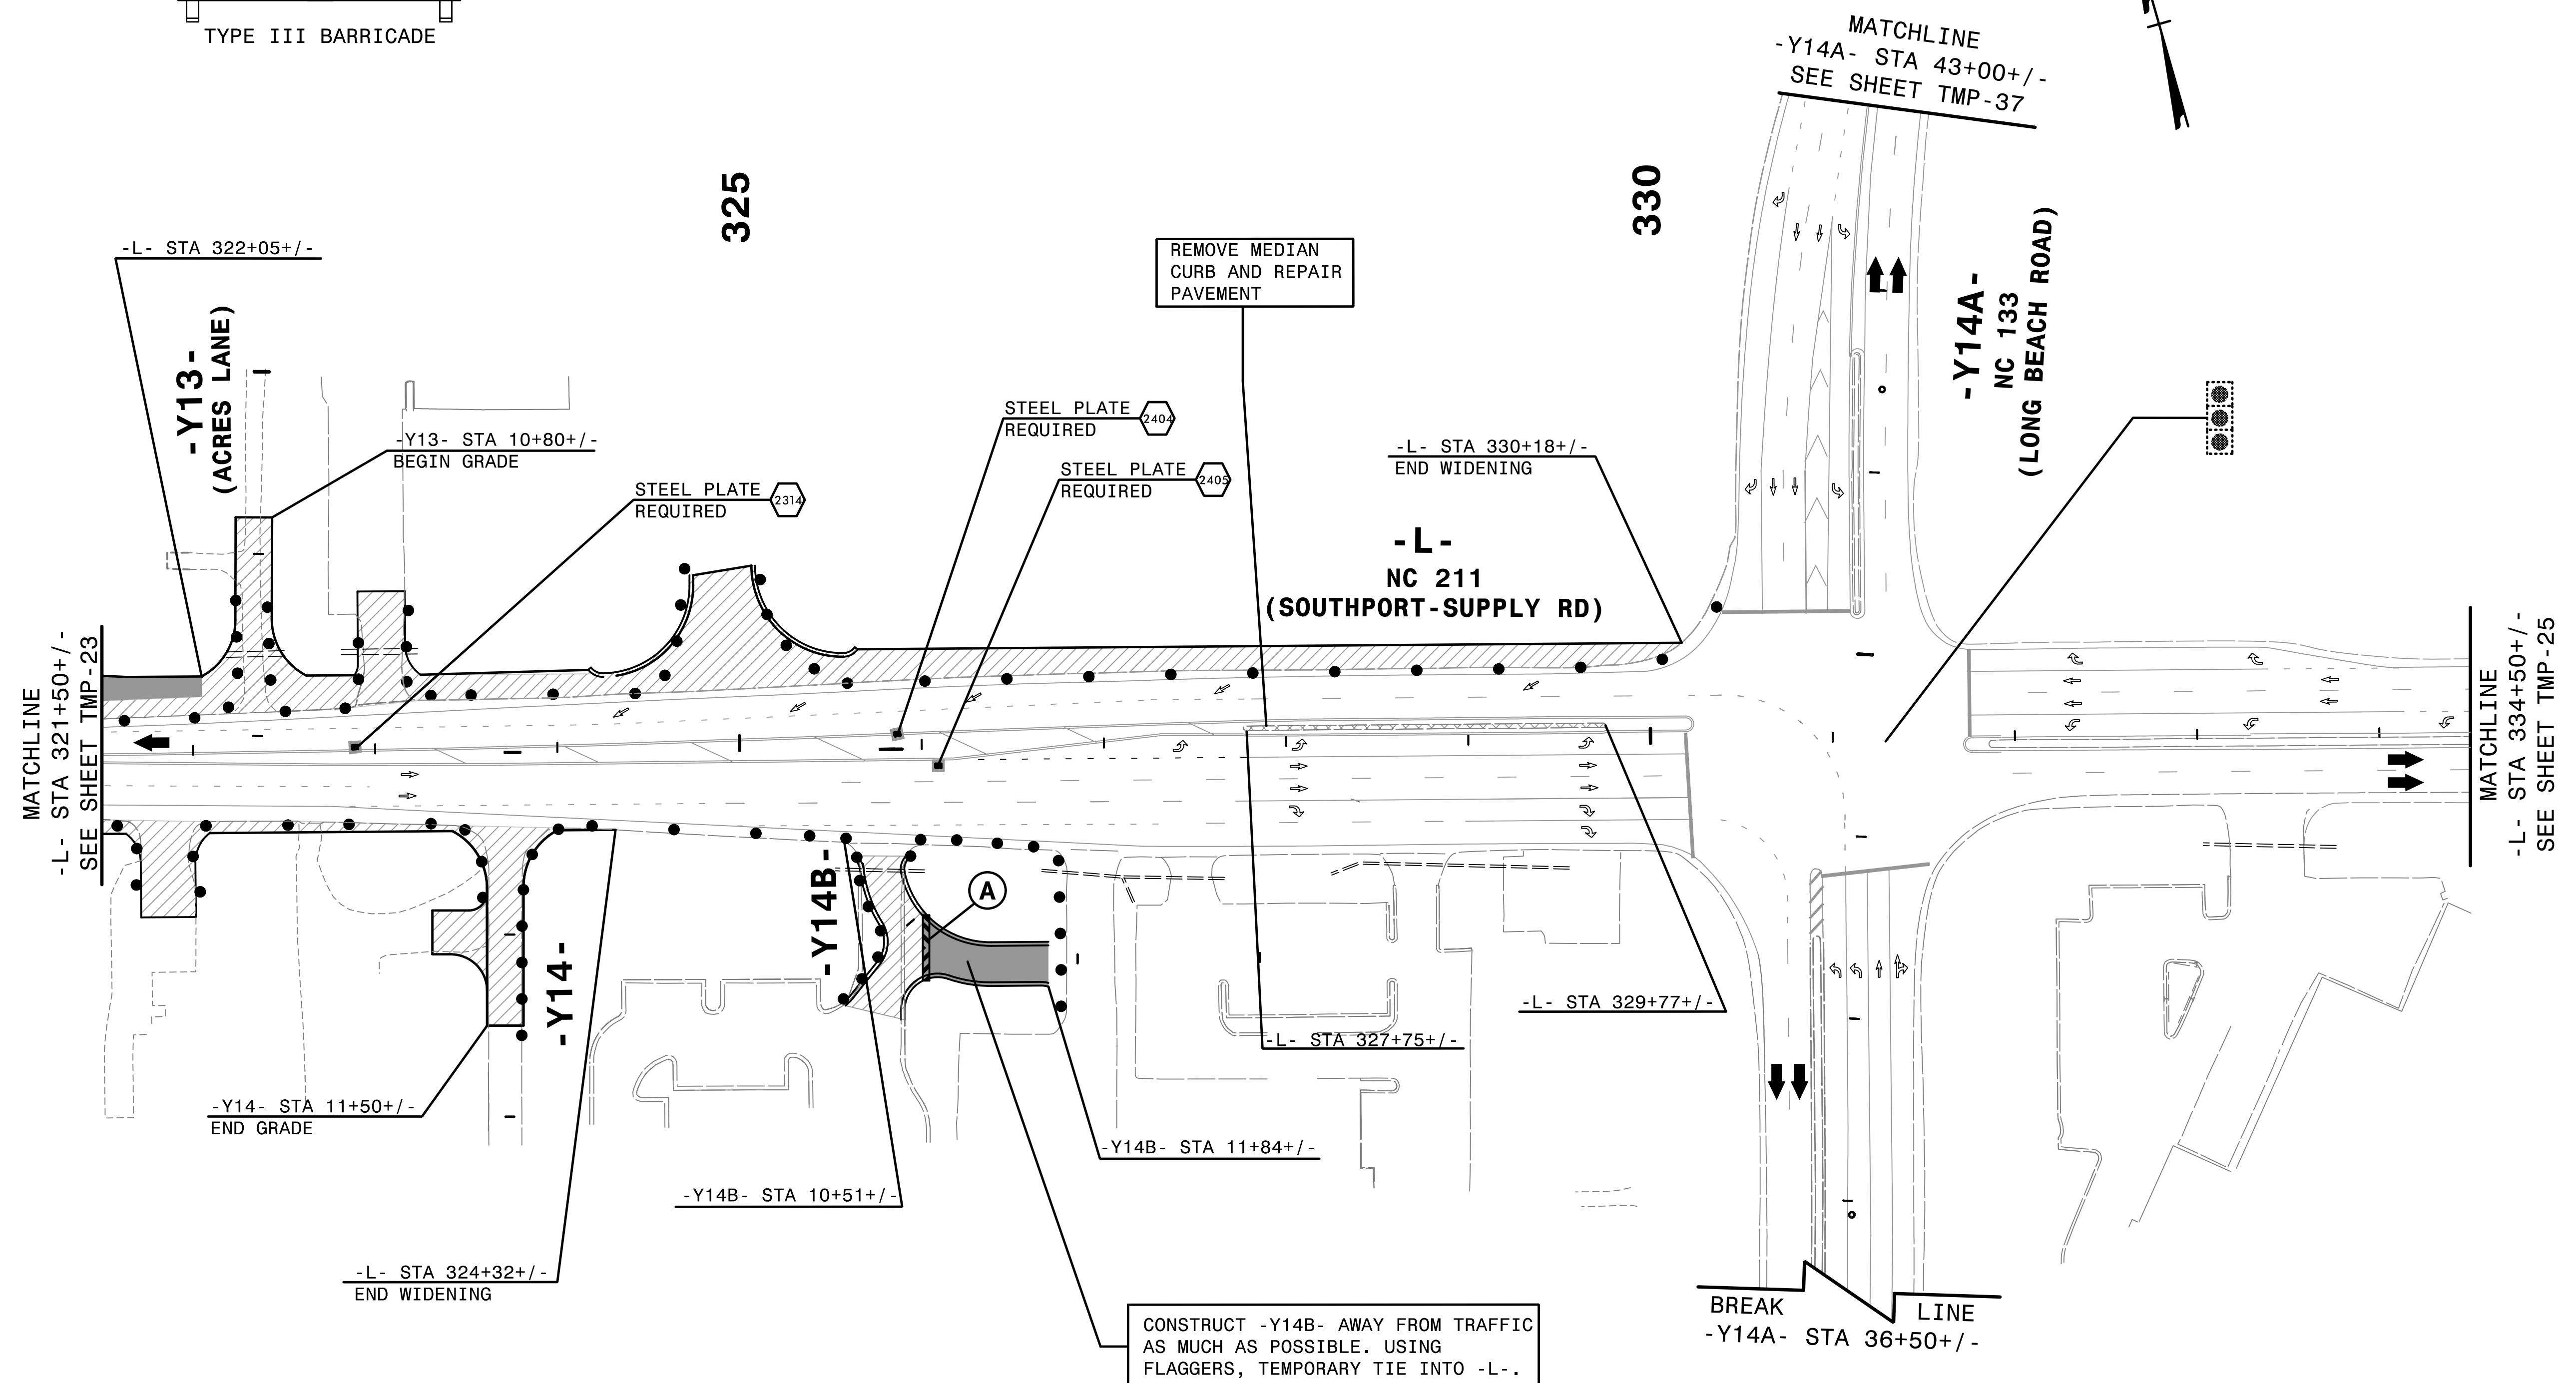 TYPE III BARRICADE
MATCHLINE
-Y14A- STA 43+00+/-
SEE SHEET TMP-37
325
330
-L- STA 322+05+/-
REMOVE MEDIAN
CURB AND REPAIR
PAVEMENT
-Y13-
(ACRES LANE)
-Y14A-
NC 133
(LONG BEACH ROAD)
-Y13- STA 10+80+/-
BEGIN GRADE
STEEL PLATE
REQUIRED
2404
STEEL PLATE
REQUIRED
2405
STEEL PLATE
REQUIRED
2314
-L- STA 330+18+/-
END WIDENING
-L-
NC 211
(SOUTHPORT-SUPPLY RD)
MATCHLINE
-L- STA 321+50+/-
SEE SHEET TMP-23
MATCHLINE
-L- STA 334+50+/-
SEE SHEET TMP-25
-Y14-
-Y14B-
A
-L- STA 329+77+/-
-L- STA 327+75+/-
-Y14- STA 11+50+/-
END GRADE
-Y14B- STA 11+84+/-
-Y14B- STA 10+51+/-
-L- STA 324+32+/-
END WIDENING
BREAK LINE
-Y14A- STA 36+50+/-
CONSTRUCT -Y14B- AWAY FROM TRAFFIC
AS MUCH AS POSSIBLE. USING
FLAGGERS, TEMPORARY TIE INTO -L-.